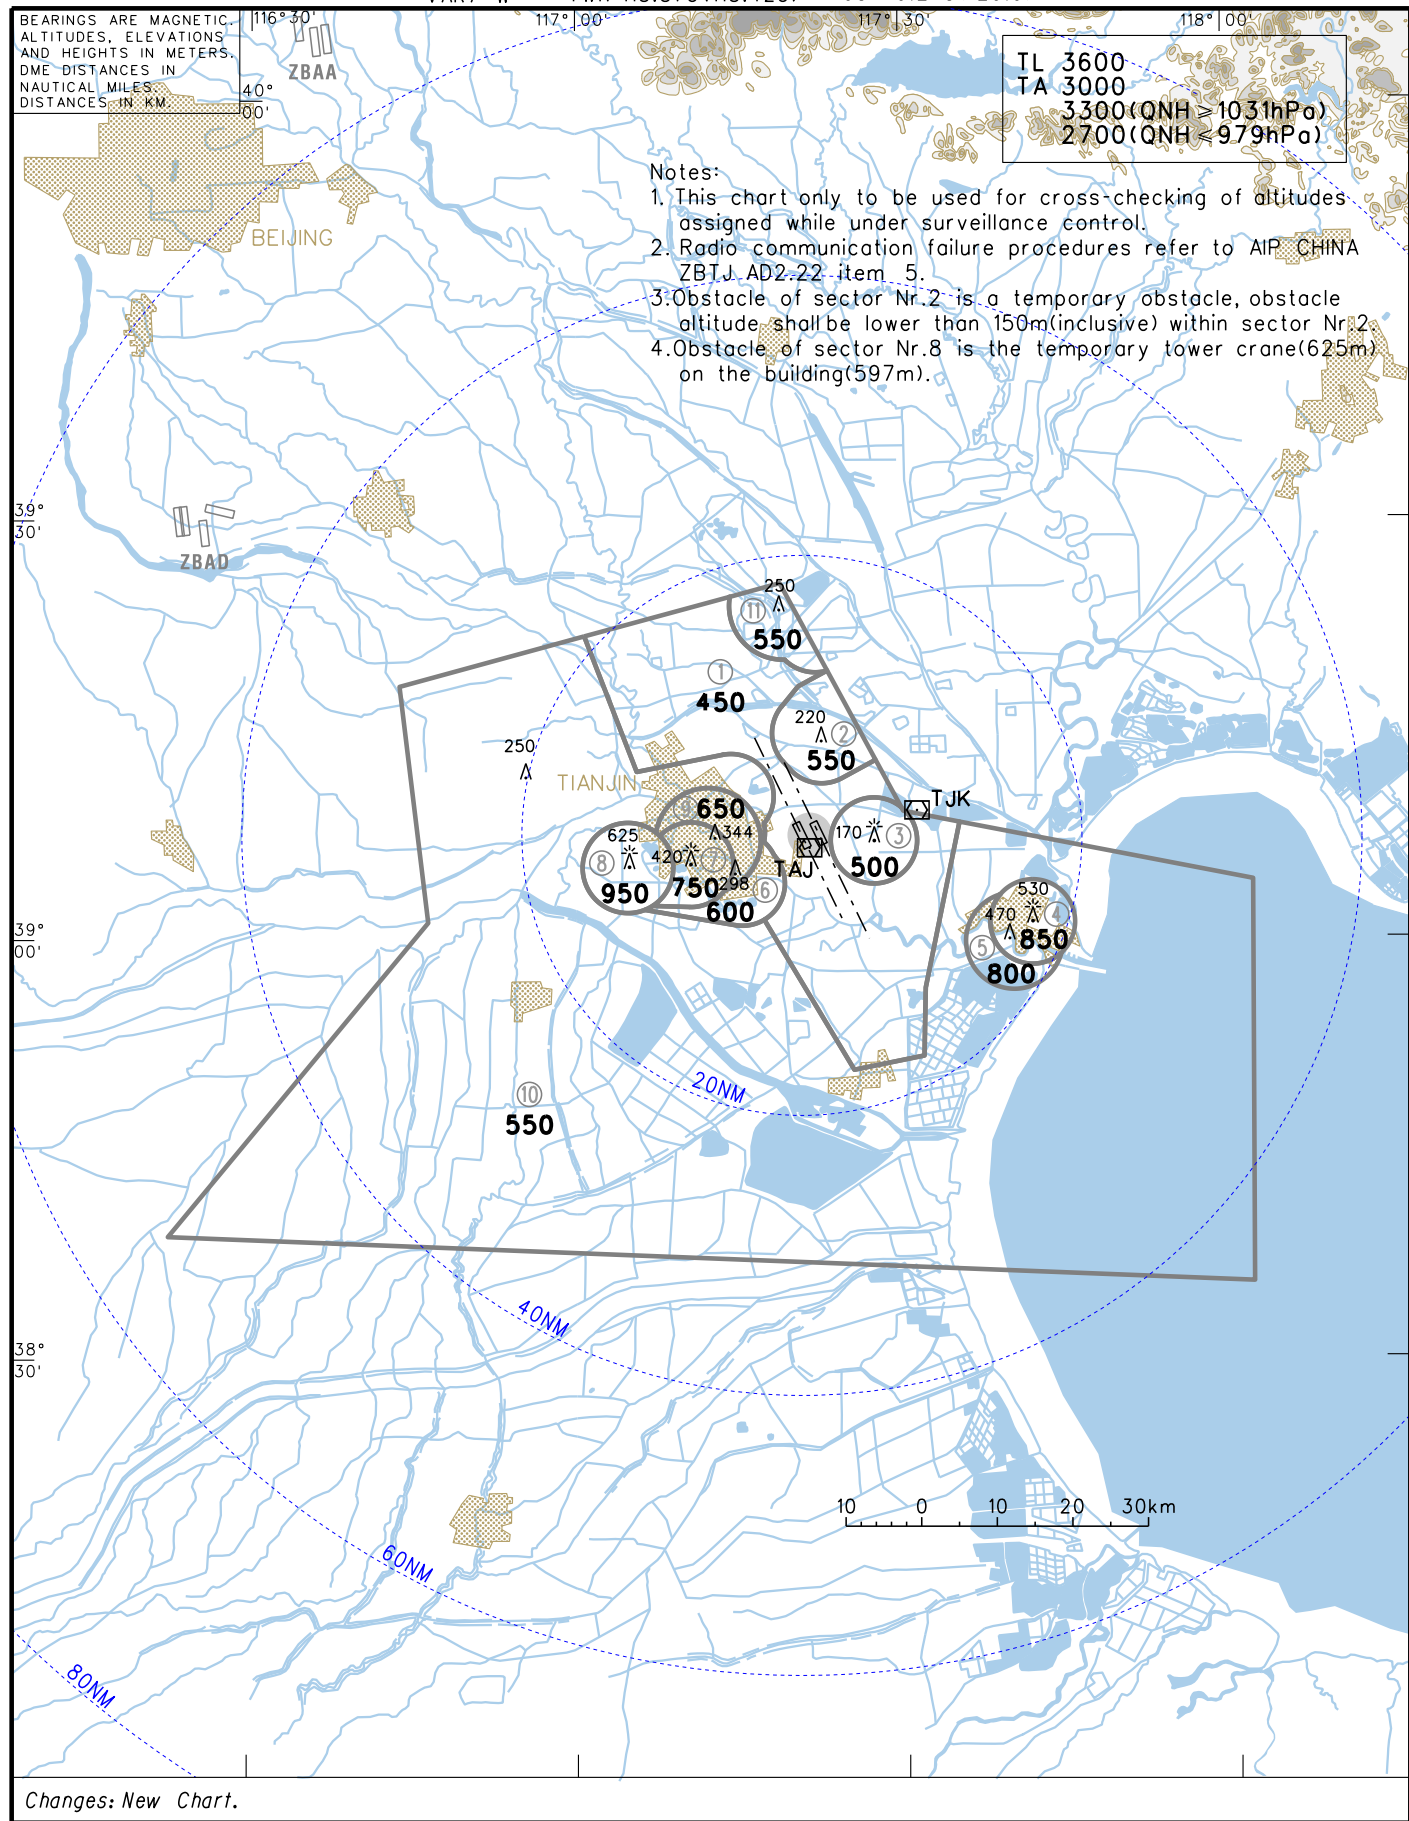 BEARINGS ARE MAGNETIC.
ALTITUDES, ELEVATIONS
AND HEIGHTS IN METERS.
DME DISTANCES IN
NAUTICAL MILES.
DISTANCES IN KM.
116°30'
117°00'
117°30'
118°00'
40°
00'
ZBAA
TL 3600
TA 3000
3300(QNH≥1031hPa)
2700(QNH≤979hPa)
Notes:
1. This chart only to be used for cross-checking of altitudes
assigned while under surveillance control.
2. Radio communication failure procedures refer to AIP CHINA
ZBTJ AD2.22 item 5.
3.Obstacle of sector Nr.2 is a temporary obstacle, obstacle
altitude shall be lower than 150m(inclusive) within sector Nr.2.
4.Obstacle of sector Nr.8 is the temporary tower crane(625m)
on the building(597m).
BEIJING
39°
30'
ZBAD
250
11
550
1
450
220
2
550
250
TIANJIN
TJK
650
344
625
8
950
420
750
298
6
600
TAJ
170
3
500
530
4
470
850
5
800
39°
00'
20NM
10
550
40NM
38°
30'
10 0 10 20 30km
60NM
80NM
Changes: New Chart.